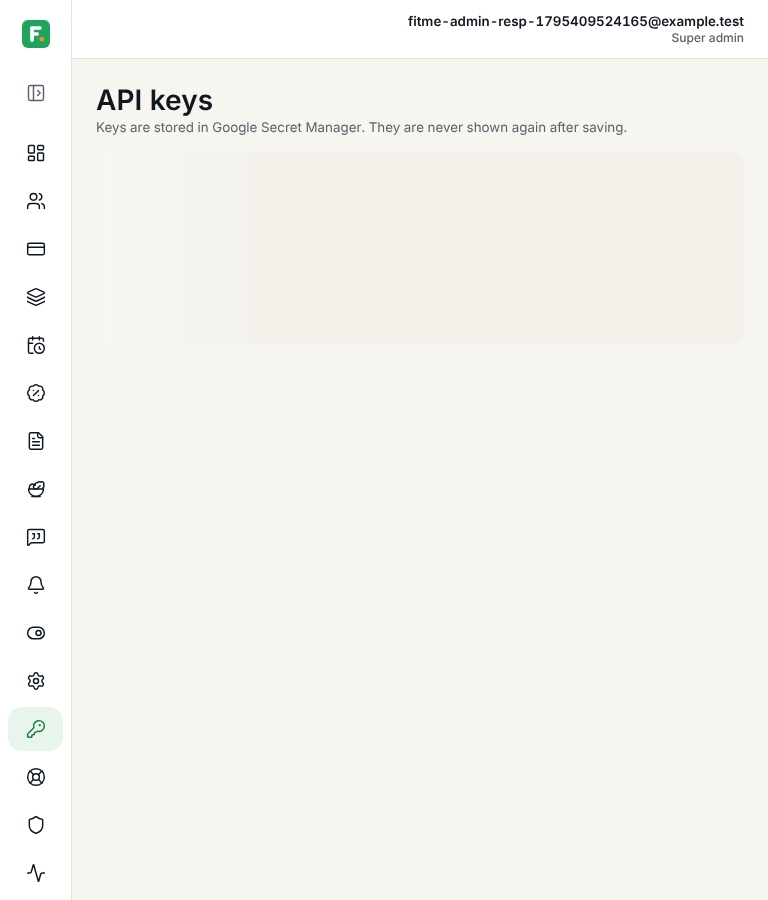 F.
fitme-admin-resp-1795409524165@example.test
Super admin
API keys
Keys are stored in Google Secret Manager. They are never shown again after saving.